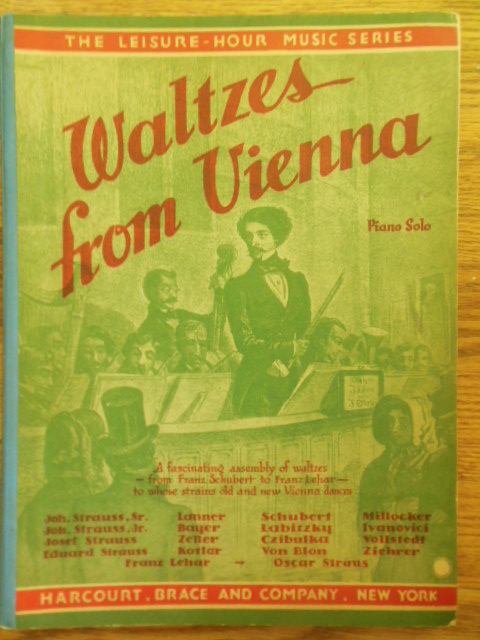 THE LEISURE-HOUR MUSIC SERIES
Waltzes
from Vienna
Piano Solo
A fascinating assembly of waltzes
— from Franz Schubert to Franz Lehar —
to whose strains old and new Vienna dances
Joh. Strauss, Sr. Lanner Schubert Millocker
Joh. Strauss, Jr. Bayer Labitzky Ivanovici
Josef Strauss Zeller Czibulka Vollstedt
Eduard Strauss Kotlar Von Blon Ziehrer
Franz Lehar — Oscar Straus
HARCOURT, BRACE AND COMPANY, NEW YORK